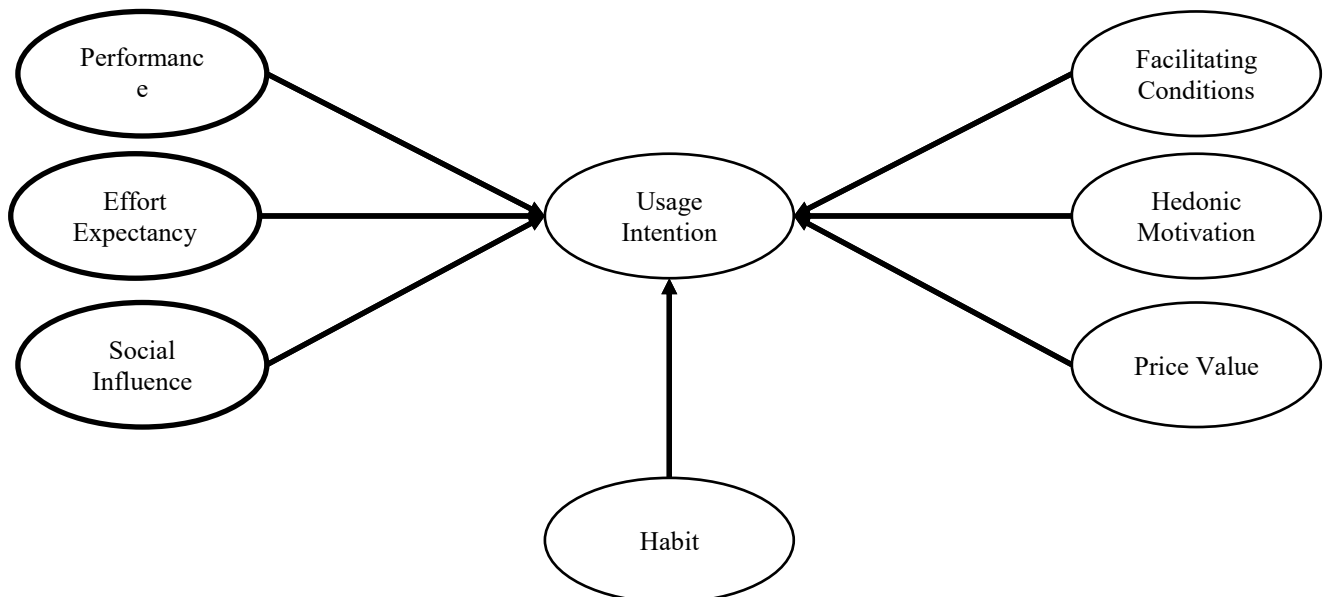 Performanc
e
Effort
Expectancy
Social
Influence
Usage
Intention
Facilitating
Conditions
Hedonic
Motivation
Price Value
Habit